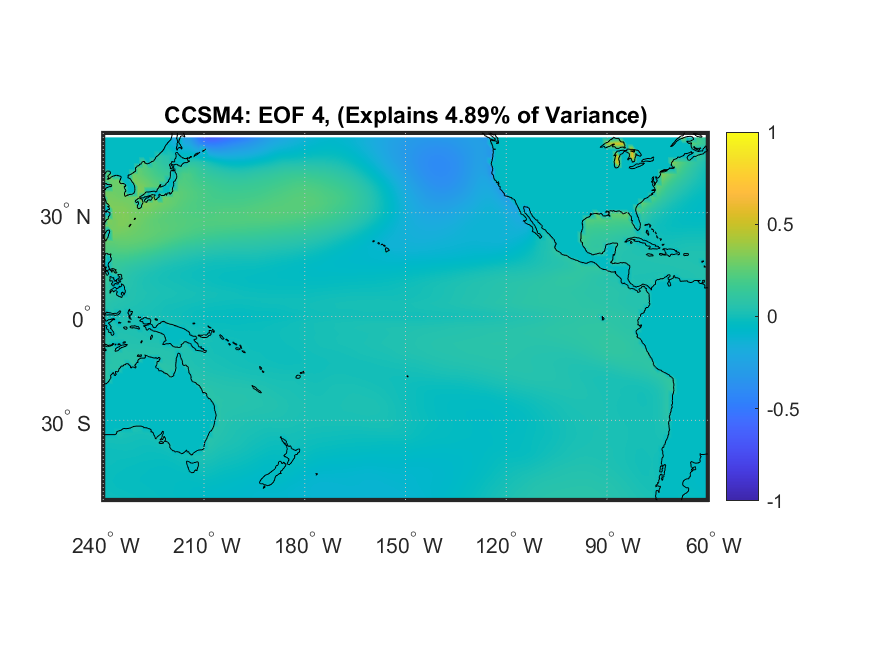 CCSM4: EOF 4, (Explains 4.89% of Variance)
1
0.5
0
-0.5
-1
30° N
0°
30° S
240° W 210° W 180° W 150° W 120° W 90° W 60° W